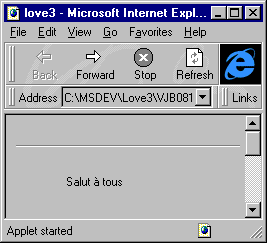 love3 - Microsoft Internet Expl...
File Edit View Go Favorites Help
Back Forward Stop Refresh
Address C:\MSDEV\Love3\VJB081 Links
Salut à tous
Applet started